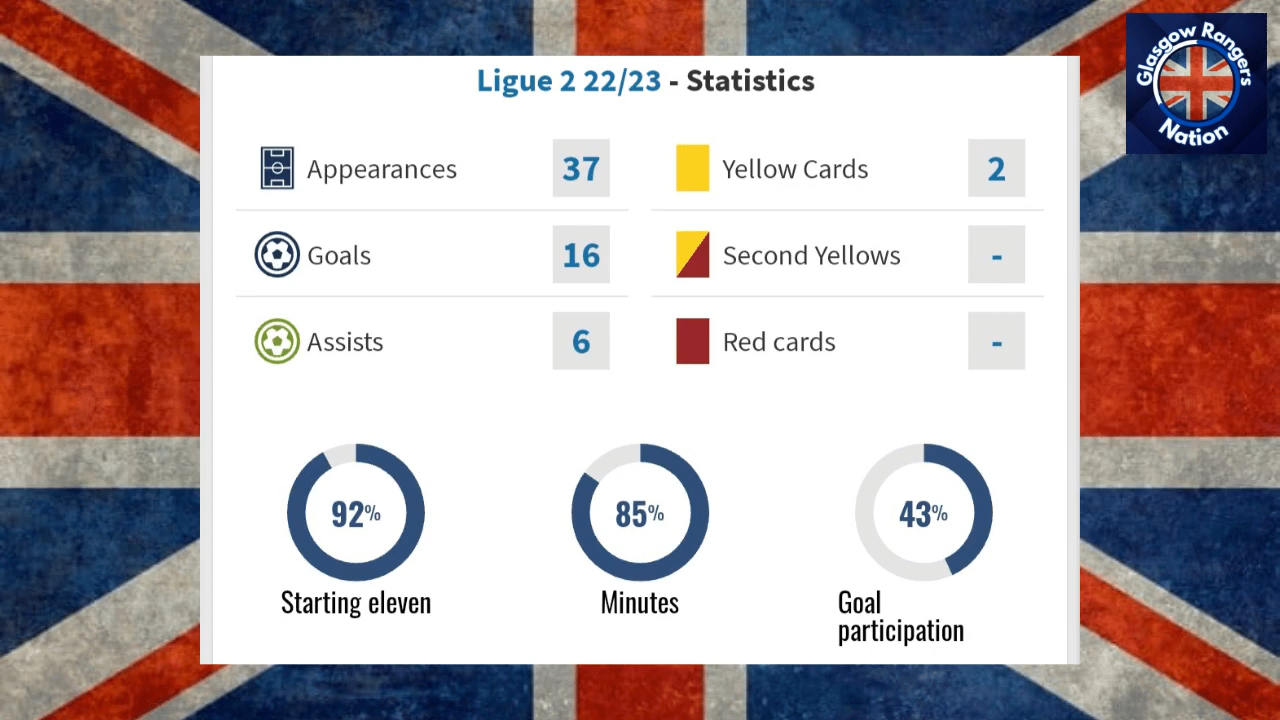 Glasgow Rangers
Nation
Ligue 2 22/23 - Statistics
Appearances 37
Goals 16
Assists 6
Yellow Cards 2
Second Yellows -
Red cards -
92%
Starting eleven
85%
Minutes
43%
Goal
participation